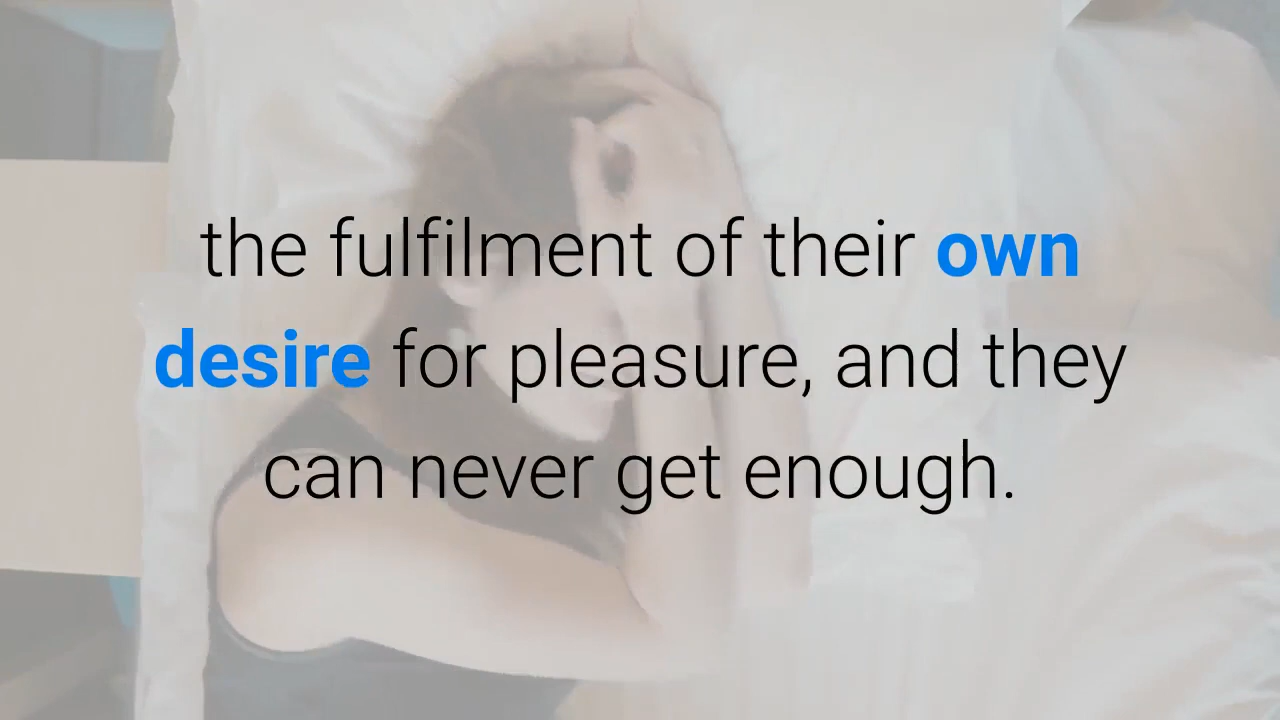 the fulfilment of their own
desire for pleasure, and they
can never get enough.